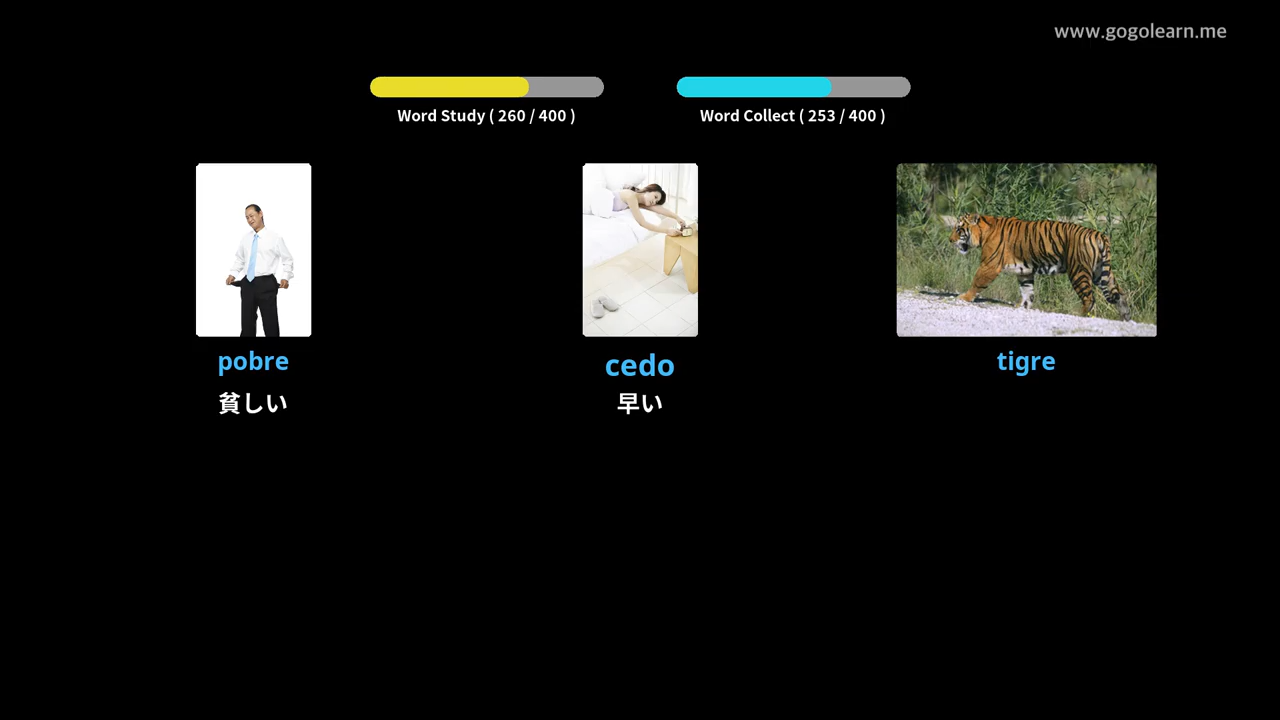 www.gogolearn.me
Word Study ( 260 / 400 )
Word Collect ( 253 / 400 )
pobre
貧しい
cedo
早い
tigre